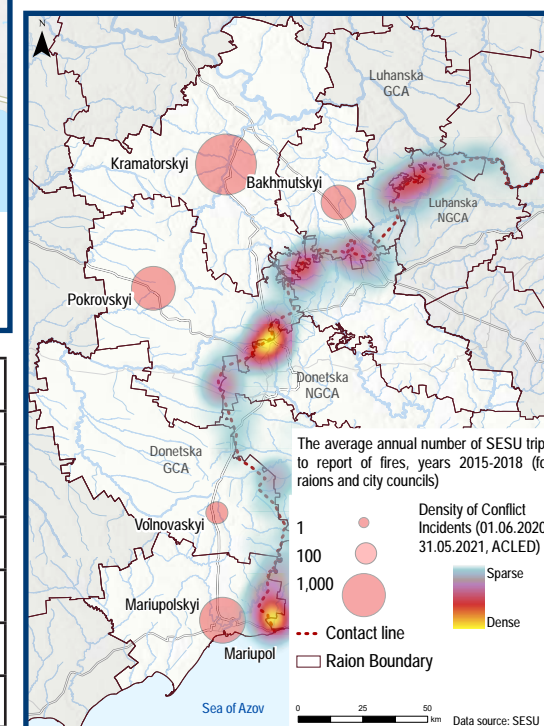 N
Luhanska
GCA
Kramatorskyi
Bakhmutskyi
Luhanska
NGCA
Pokrovskyi
Donetska
NGCA
Donetska
GCA
Volnovaskyi
Mariupolskyi
Mariupol
Sea of Azov
The average annual number of SESU trip
to report of fires, years 2015-2018 (fo
raions and city councils)
1
100
1,000
Density of Conflict
Incidents (01.06.2020
31.05.2021, ACLED)
Sparse
Dense
Contact line
Raion Boundary
0 25 50
km
Data source: SESU